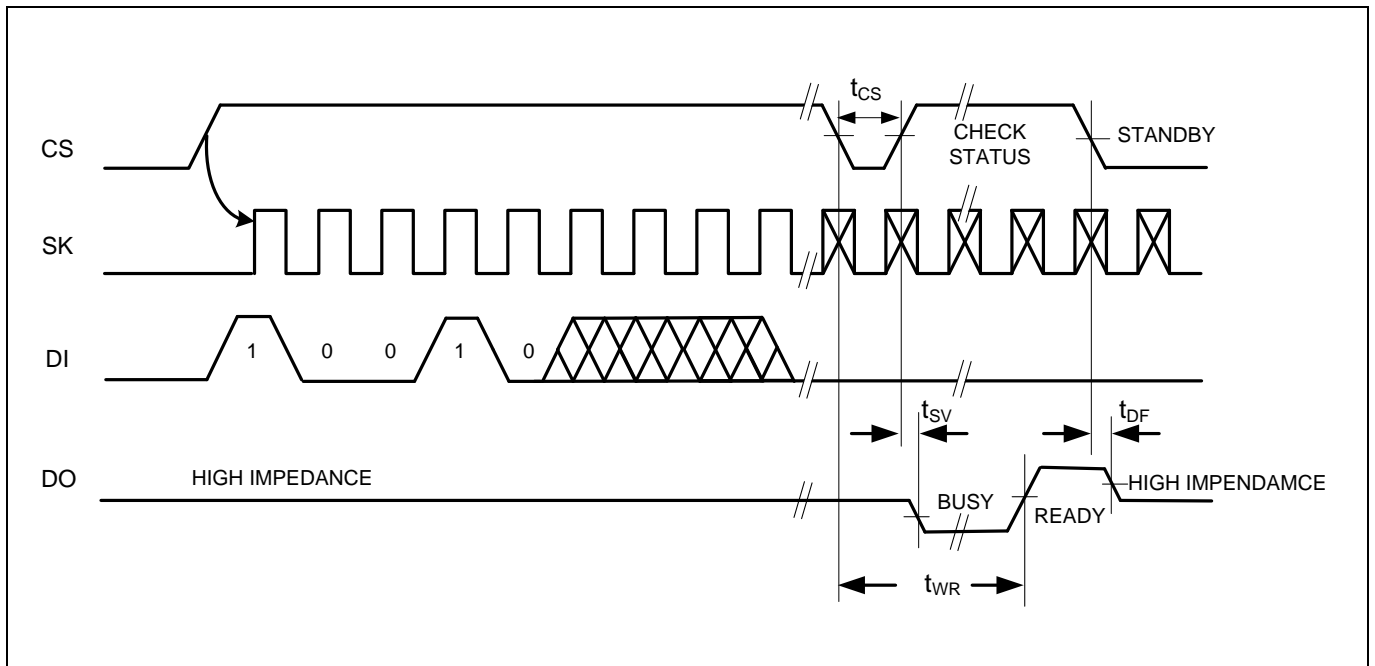 tCS
CS
CHECK
STATUS
STANDBY
SK
DI
1 0 0 1 0
tSV
tDF
DO
HIGH IMPEDANCE
BUSY
READY
HIGH IMPENDAMCE
tWR